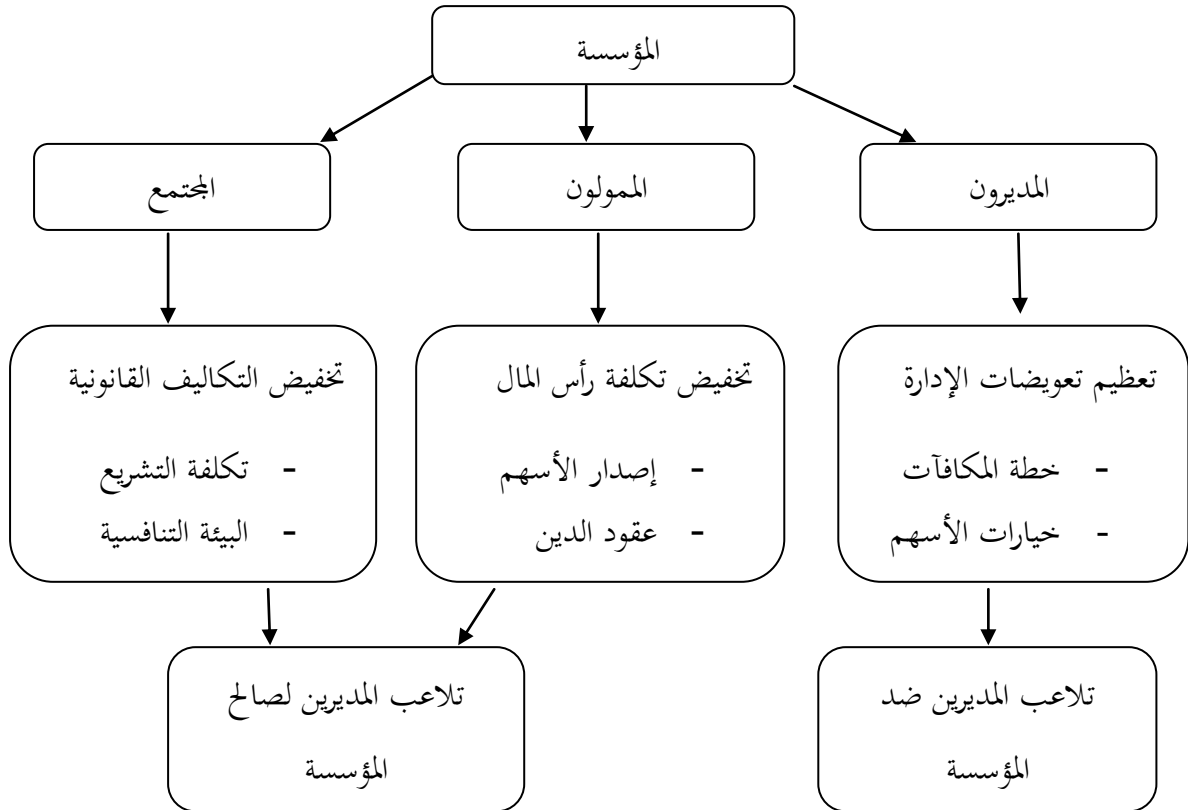 المؤسسة
المديرون
الممولون
المجتمع
تعظيم تعويضات الإدارة
- خطة المكافآت
- خيارات الأسهم
تخفيض تكلفة رأس المال
- إصدار الأسهم
- عقود الدين
تخفيض التكاليف القانونية
- تكلفة التشريع
- البيئة التنافسية
تلاعب المديرين ضد
المؤسسة
تلاعب المديرين لصالح
المؤسسة